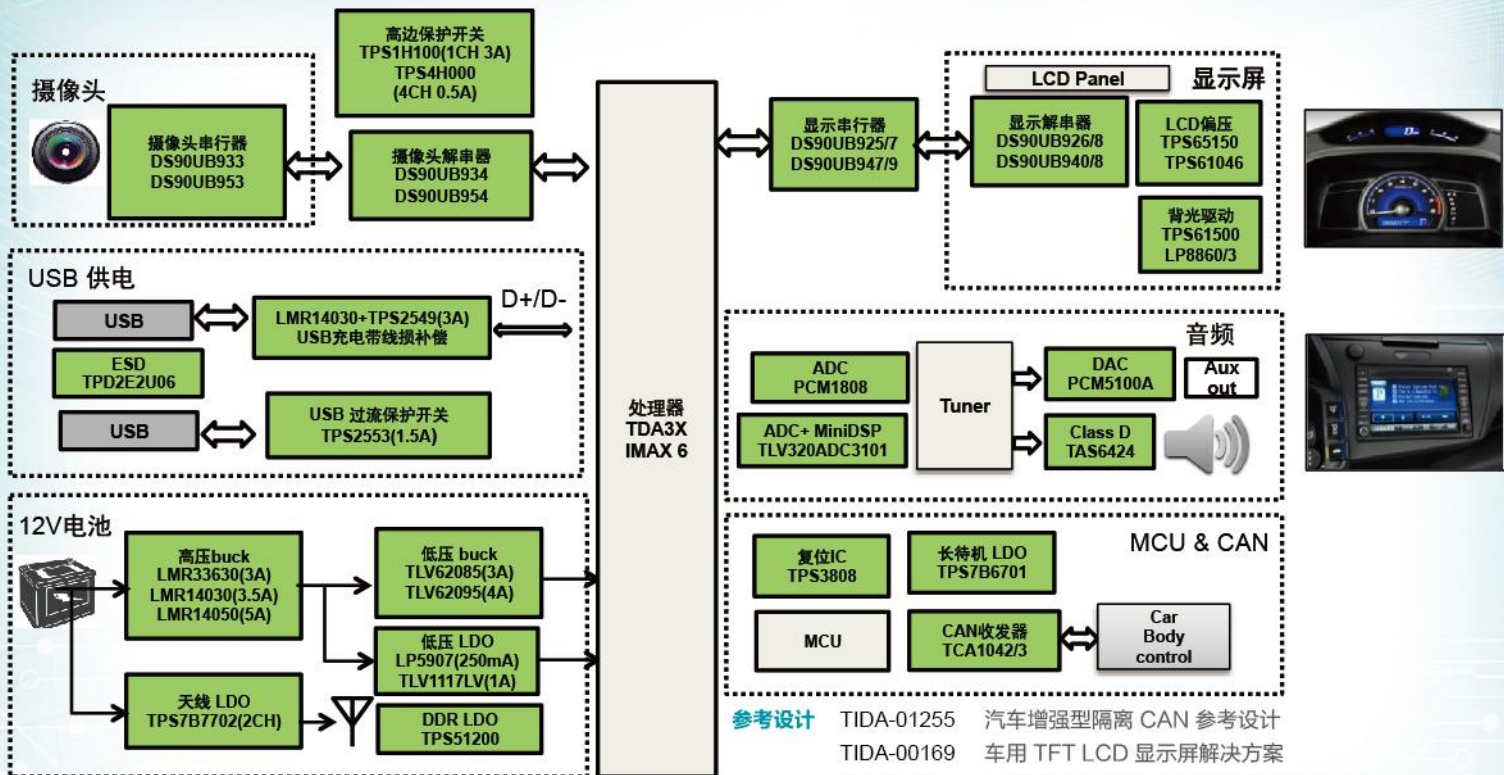 高边保护开关
TPS1H100(1CH 3A)
TPS4H000
(4CH 0.5A)
摄像头
摄像头串行器
DS90UB933
DS90UB953
摄像头解串器
DS90UB934
DS90UB954
USB 供电
USB
LMR14030+TPS2549(3A)
USB充电带线损补偿
D+/D-
ESD
TPD2E2U06
USB
USB 过流保护开关
TPS2553(1.5A)
12V电池
高压buck
LMR33630(3A)
LMR14030(3.5A)
LMR14050(5A)
低压 buck
TLV62085(3A)
TLV62095(4A)
低压 LDO
LP5907(250mA)
TLV1117LV(1A)
天线 LDO
TPS7B7702(2CH)
DDR LDO
TPS51200
处理器
TDA3X
IMAX 6
显示串行器
DS90UB925/7
DS90UB947/9
LCD Panel
显示屏
显示解串器
DS90UB926/8
DS90UB940/8
LCD偏压
TPS65150
TPS61046
背光驱动
TPS61500
LP8860/3
音频
ADC
PCM1808
ADC+ MiniDSP
TLV320ADC3101
Tuner
DAC
PCM5100A
Aux
out
Class D
TAS6424
MCU & CAN
复位IC
TPS3808
长待机 LDO
TPS7B6701
MCU
CAN收发器
TCA1042/3
Car
Body
control
参考设计 TIDA-01255 汽车增强型隔离 CAN 参考设计
TIDA-00169 车用 TFT LCD 显示屏解决方案